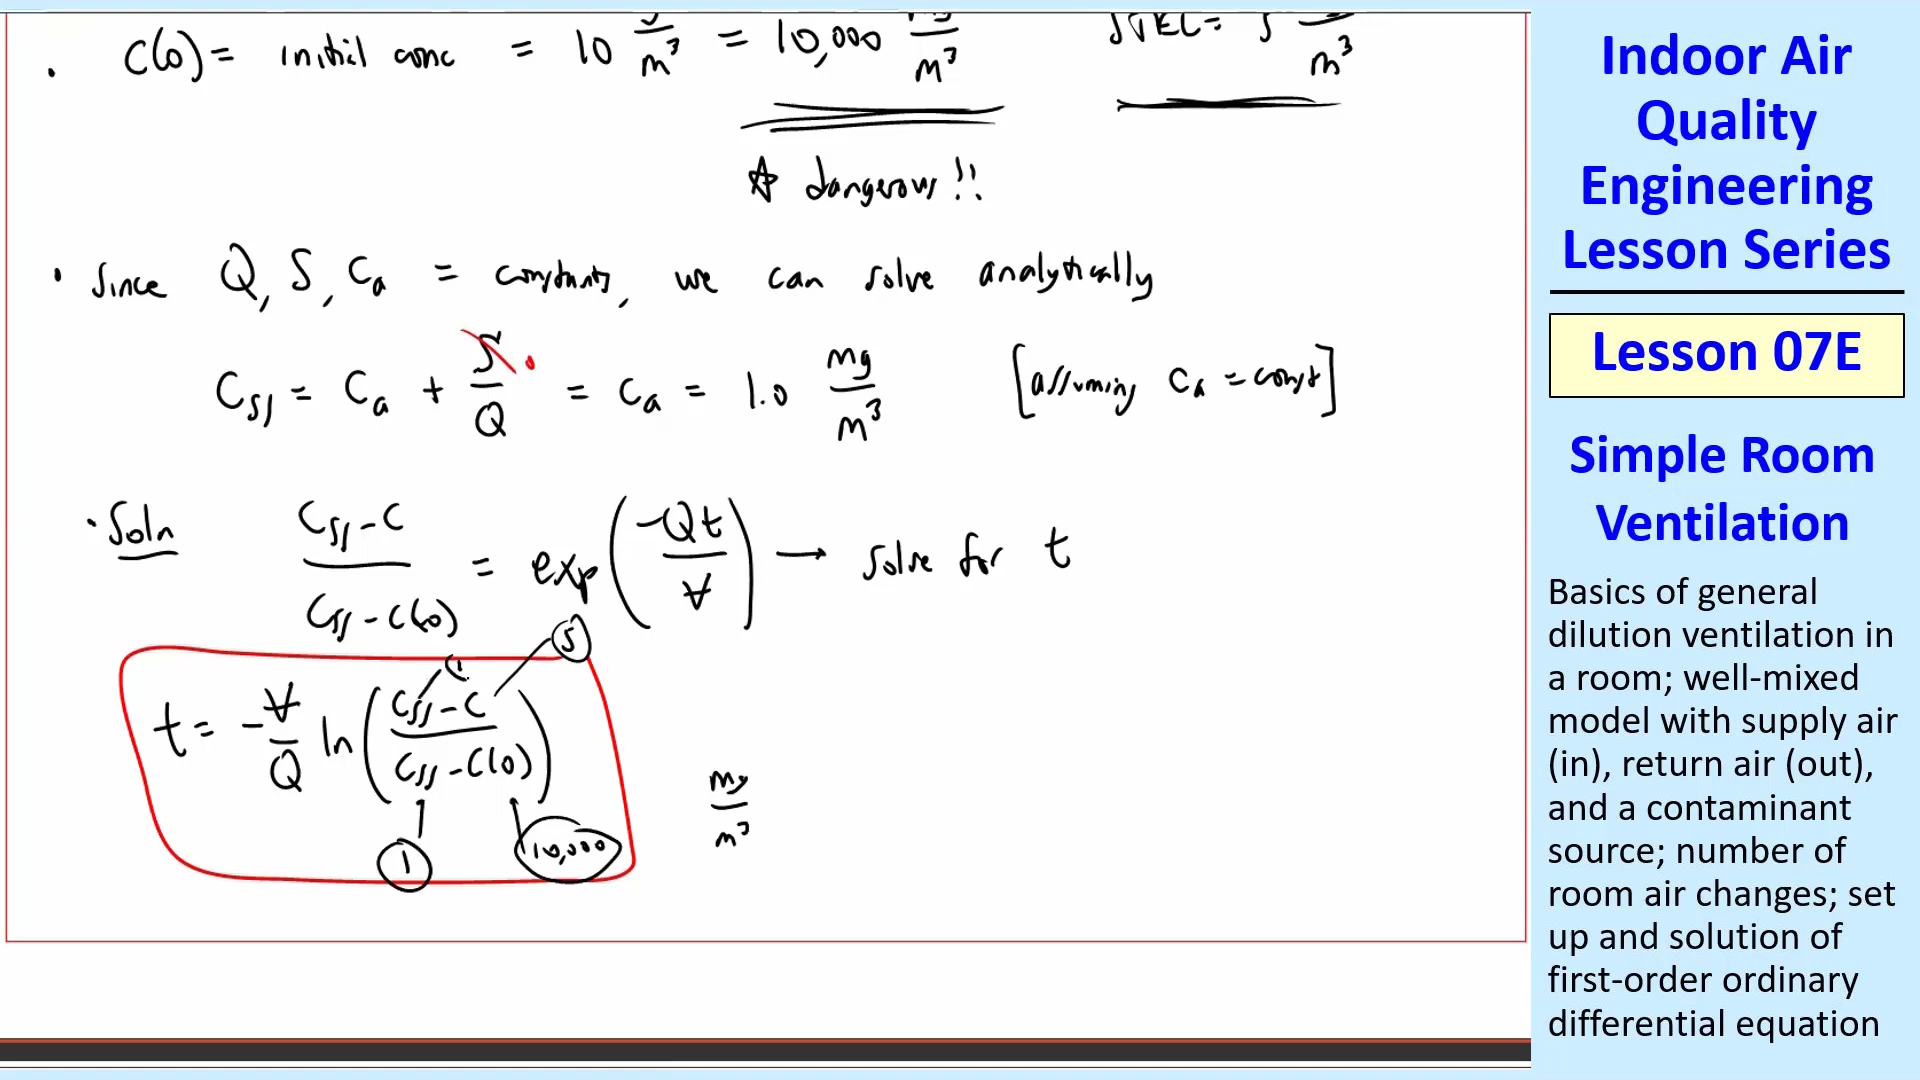 · C(0) = initial conc = 10 g/m³ = 10,000 mg/m³ STEL = 5 mg/m³
☆ dangerous!!
· Since Q, S, Ca = constants, we can solve analytically
Css = Ca + S/Q = Ca = 1.0 mg/m³ [assuming Ca = const]
· Soln (Css - C)/(Css - C(0)) = exp(-Qt/V) → solve for t
5
t = -V/Q ln((Css - C)/(Css - C(0)))
mg/m³
1 10,000
Indoor Air
Quality
Engineering
Lesson Series
Lesson 07E
Simple Room
Ventilation
Basics of general
dilution ventilation in
a room; well-mixed
model with supply air
(in), return air (out),
and a contaminant
source; number of
room air changes; set
up and solution of
first-order ordinary
differential equation